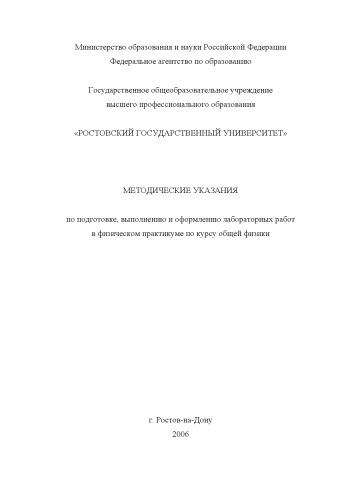 Министерство образования и науки Российской Федерации
Федеральное агентство по образованию
Государственное общеобразовательное учреждение
высшего профессионального образования
«РОСТОВСКИЙ ГОСУДАРСТВЕННЫЙ УНИВЕРСИТЕТ»
МЕТОДИЧЕСКИЕ УКАЗАНИЯ
по подготовке, выполнению и оформлению лабораторных работ
в физическом практикуме по курсу общей физики
г. Ростов-на-Дону
2006